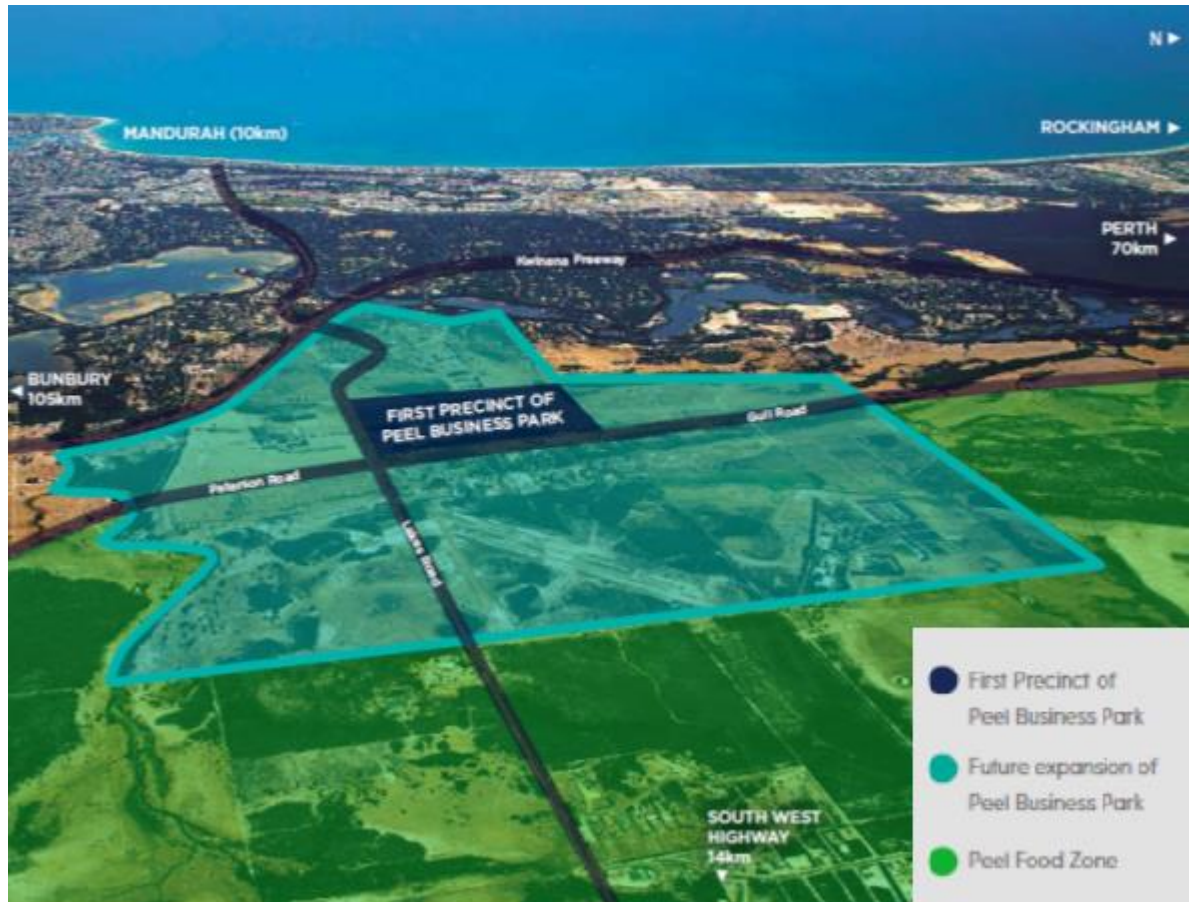 N
MANDURAH (10km)
ROCKINGHAM
PERTH
70km
Kwinana Freeway
BUNBURY
105km
FIRST PRECINCT OF
PEEL BUSINESS PARK
Gull Road
Paterson Road
Lakes Road
SOUTH WEST
HIGHWAY
14km
First Precinct of
Peel Business Park
Future expansion of
Peel Business Park
Peel Food Zone